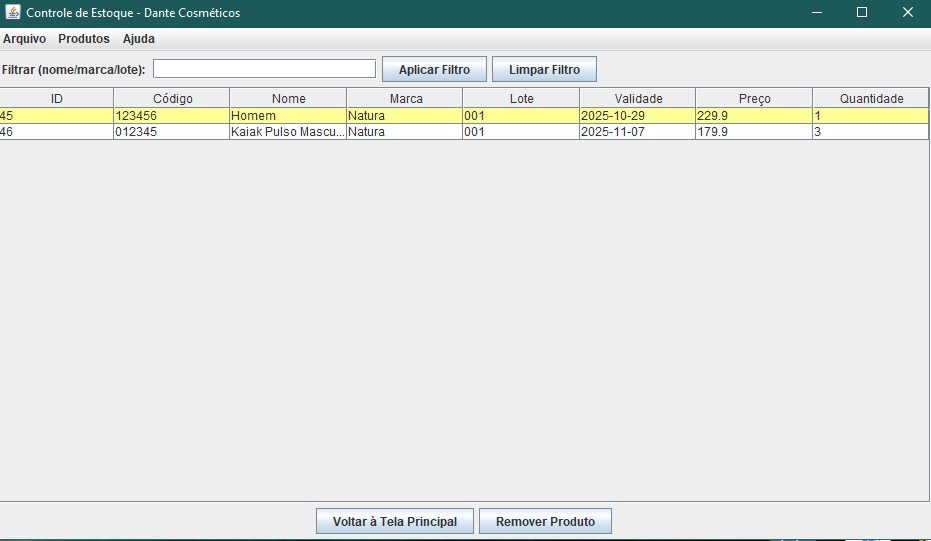 Controle de Estoque - Dante Cosméticos
Arquivo Produtos Ajuda
Filtrar (nome/marca/lote): Aplicar Filtro Limpar Filtro
ID Código Nome Marca Lote Validade Preço Quantidade
45 123456 Homem Natura 001 2025-10-29 229.9 1
46 012345 Kaiak Pulso Mascu... Natura 001 2025-11-07 179.9 3
Voltar à Tela Principal Remover Produto